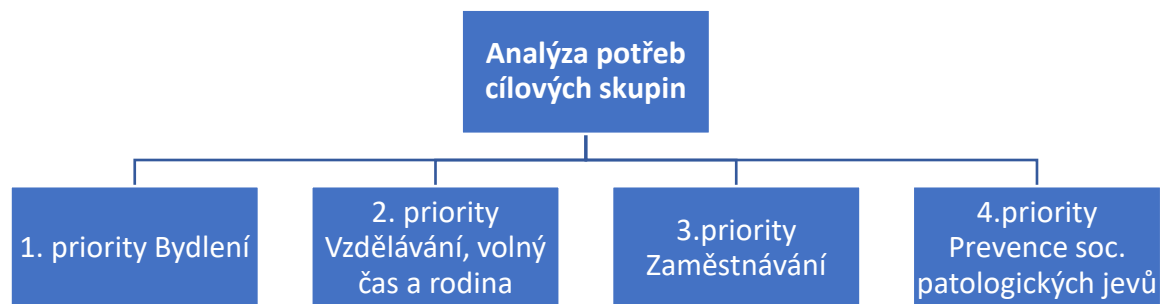 Analýza potřeb
cílových skupin
1. priority Bydlení
2. priority
Vzdělávání, volný
čas a rodina
3.priority
Zaměstnávání
4.priority
Prevence soc.
patologických jevů